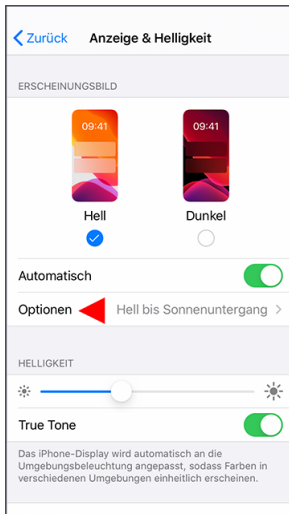 Zurück Anzeige & Helligkeit
ERSCHEINUNGSBILD
09:41 09:41
Hell Dunkel
Automatisch
Optionen Hell bis Sonnenuntergang
HELLIGKEIT
True Tone
Das iPhone-Display wird automatisch an die
Umgebungsbeleuchtung angepasst, sodass Farben in
verschiedenen Umgebungen einheitlich erscheinen.